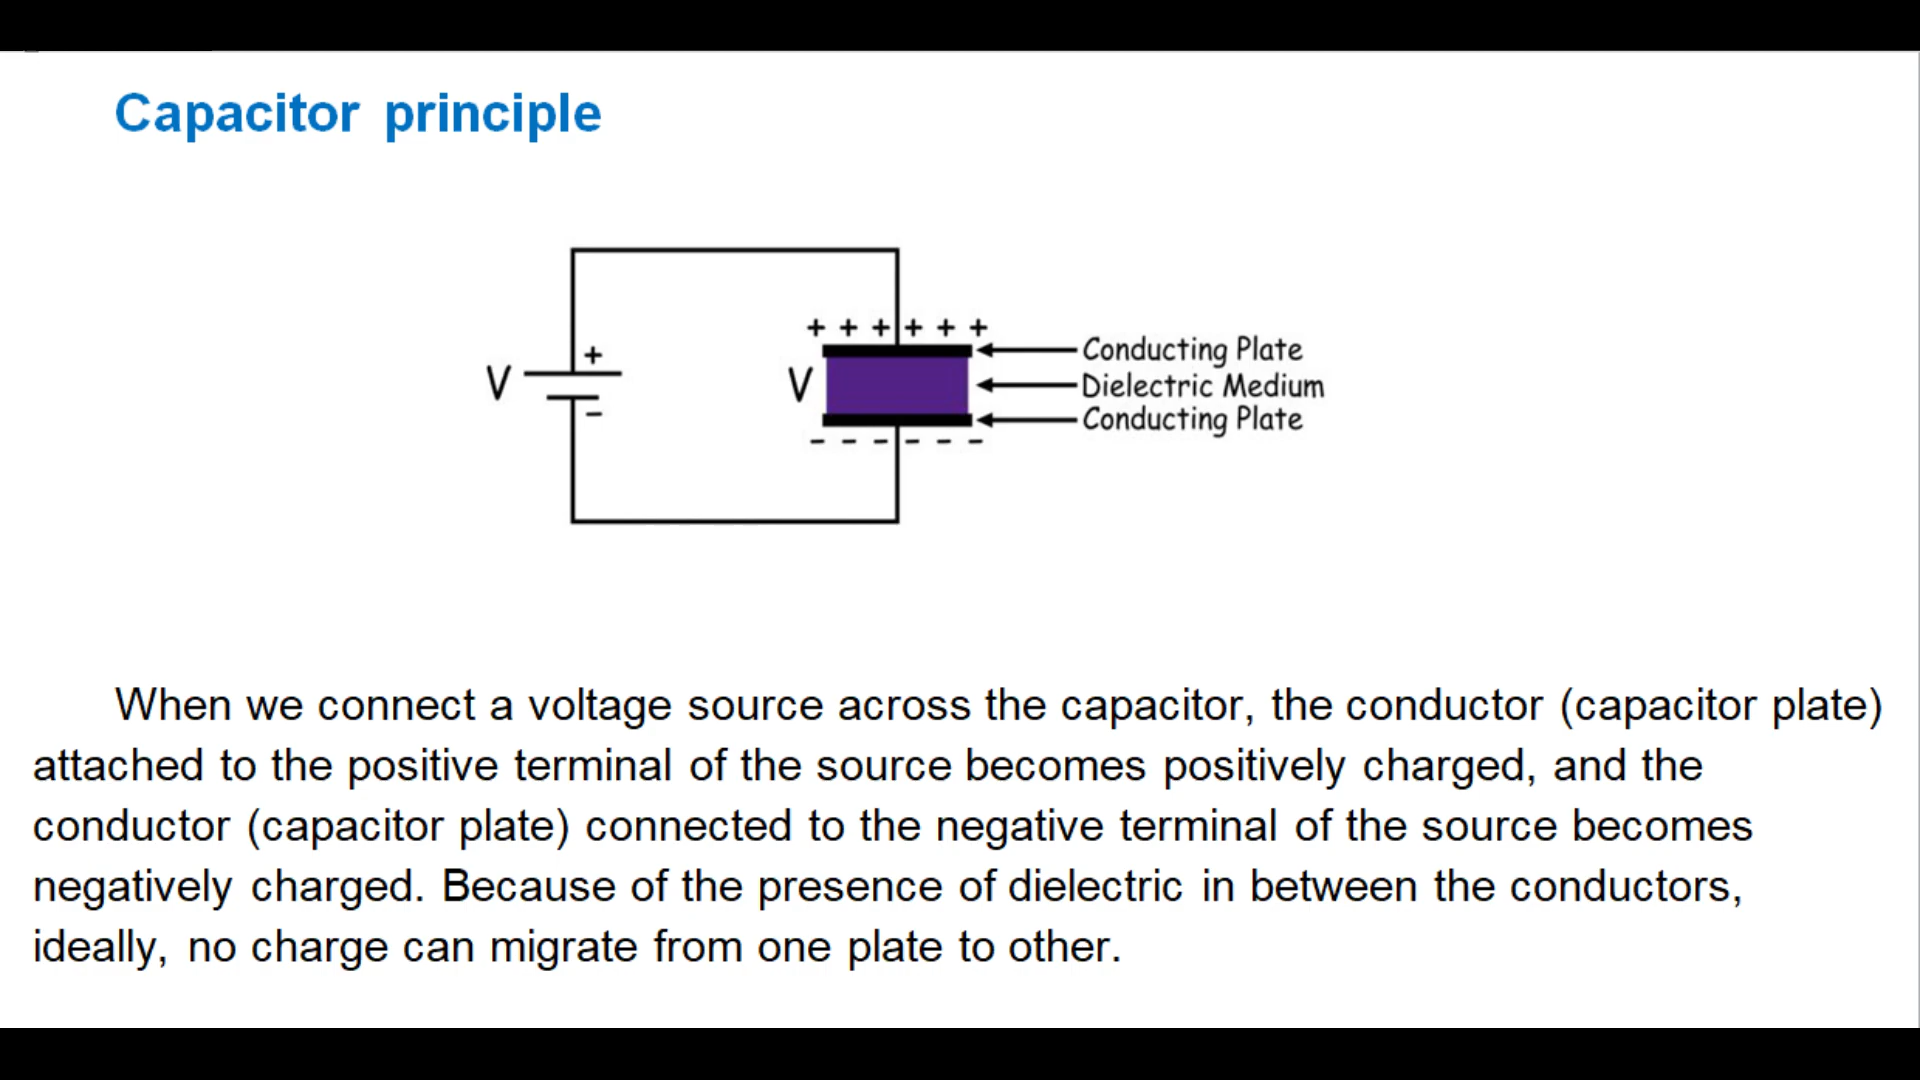 Capacitor principle
+ + + + + +
Conducting Plate
+
V
V
Dielectric Medium
−
Conducting Plate
− − − − − −
When we connect a voltage source across the capacitor, the conductor (capacitor plate)
attached to the positive terminal of the source becomes positively charged, and the
conductor (capacitor plate) connected to the negative terminal of the source becomes
negatively charged. Because of the presence of dielectric in between the conductors,
ideally, no charge can migrate from one plate to other.